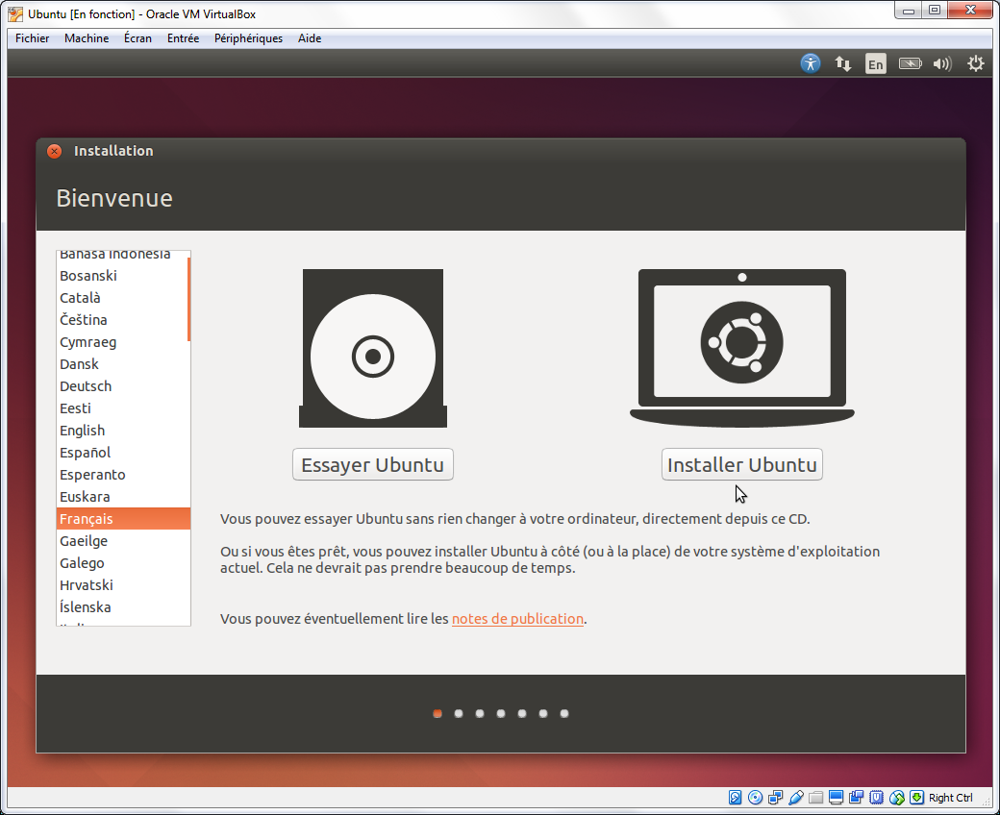 Ubuntu [En fonction] - Oracle VM VirtualBox
Fichier Machine Écran Entrée Périphériques Aide
En
Installation
Bienvenue
Bahasa Indonesia
Bosanski
Català
Čeština
Cymraeg
Dansk
Deutsch
Eesti
English
Español
Esperanto
Euskara
Français
Gaeilge
Galego
Hrvatski
Íslenska
Essayer Ubuntu
Installer Ubuntu
Vous pouvez essayer Ubuntu sans rien changer à votre ordinateur, directement depuis ce CD.
Ou si vous êtes prêt, vous pouvez installer Ubuntu à côté (ou à la place) de votre système d'exploitation
actuel. Cela ne devrait pas prendre beaucoup de temps.
Vous pouvez éventuellement lire les notes de publication.
Right Ctrl